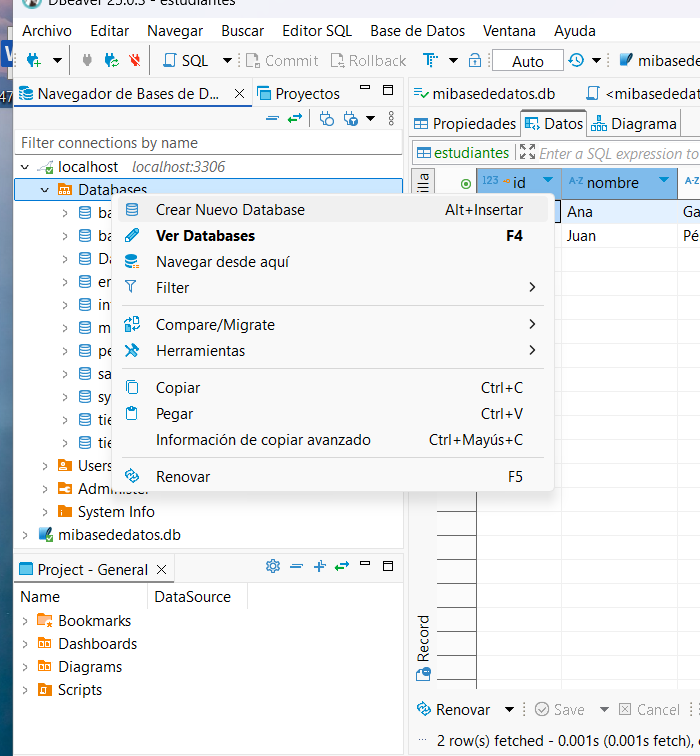 DBeaver 25.0.3 - estudiantes
Archivo Editar Navegar Buscar Editor SQL Base de Datos Ventana Ayuda
SQL Commit Rollback Auto mibasede
47
Navegador de Bases de D... Proyectos
mibasededatos.db <mibasededat
Filter connections by name
localhost localhost:3306
Databases
ba
ba
Da
en
in
m
pe
sa
sy
tie
tie
Users
Administer
System Info
mibasededatos.db
Crear Nuevo Database Alt+Insertar
Ver Databases F4
Navegar desde aquí
Filter
Compare/Migrate
Herramientas
Copiar Ctrl+C
Pegar Ctrl+V
Información de copiar avanzado Ctrl+Mayús+C
Renovar F5
Propiedades Datos Diagrama
estudiantes Enter a SQL expression to
illa
123 id A-Z nombre A-Z
Ana Ga
Juan Pé
Record
Renovar Save Cancel
2 row(s) fetched - 0.001s (0.001s fetch),
Project - General
Name DataSource
Bookmarks
Dashboards
Diagrams
Scripts